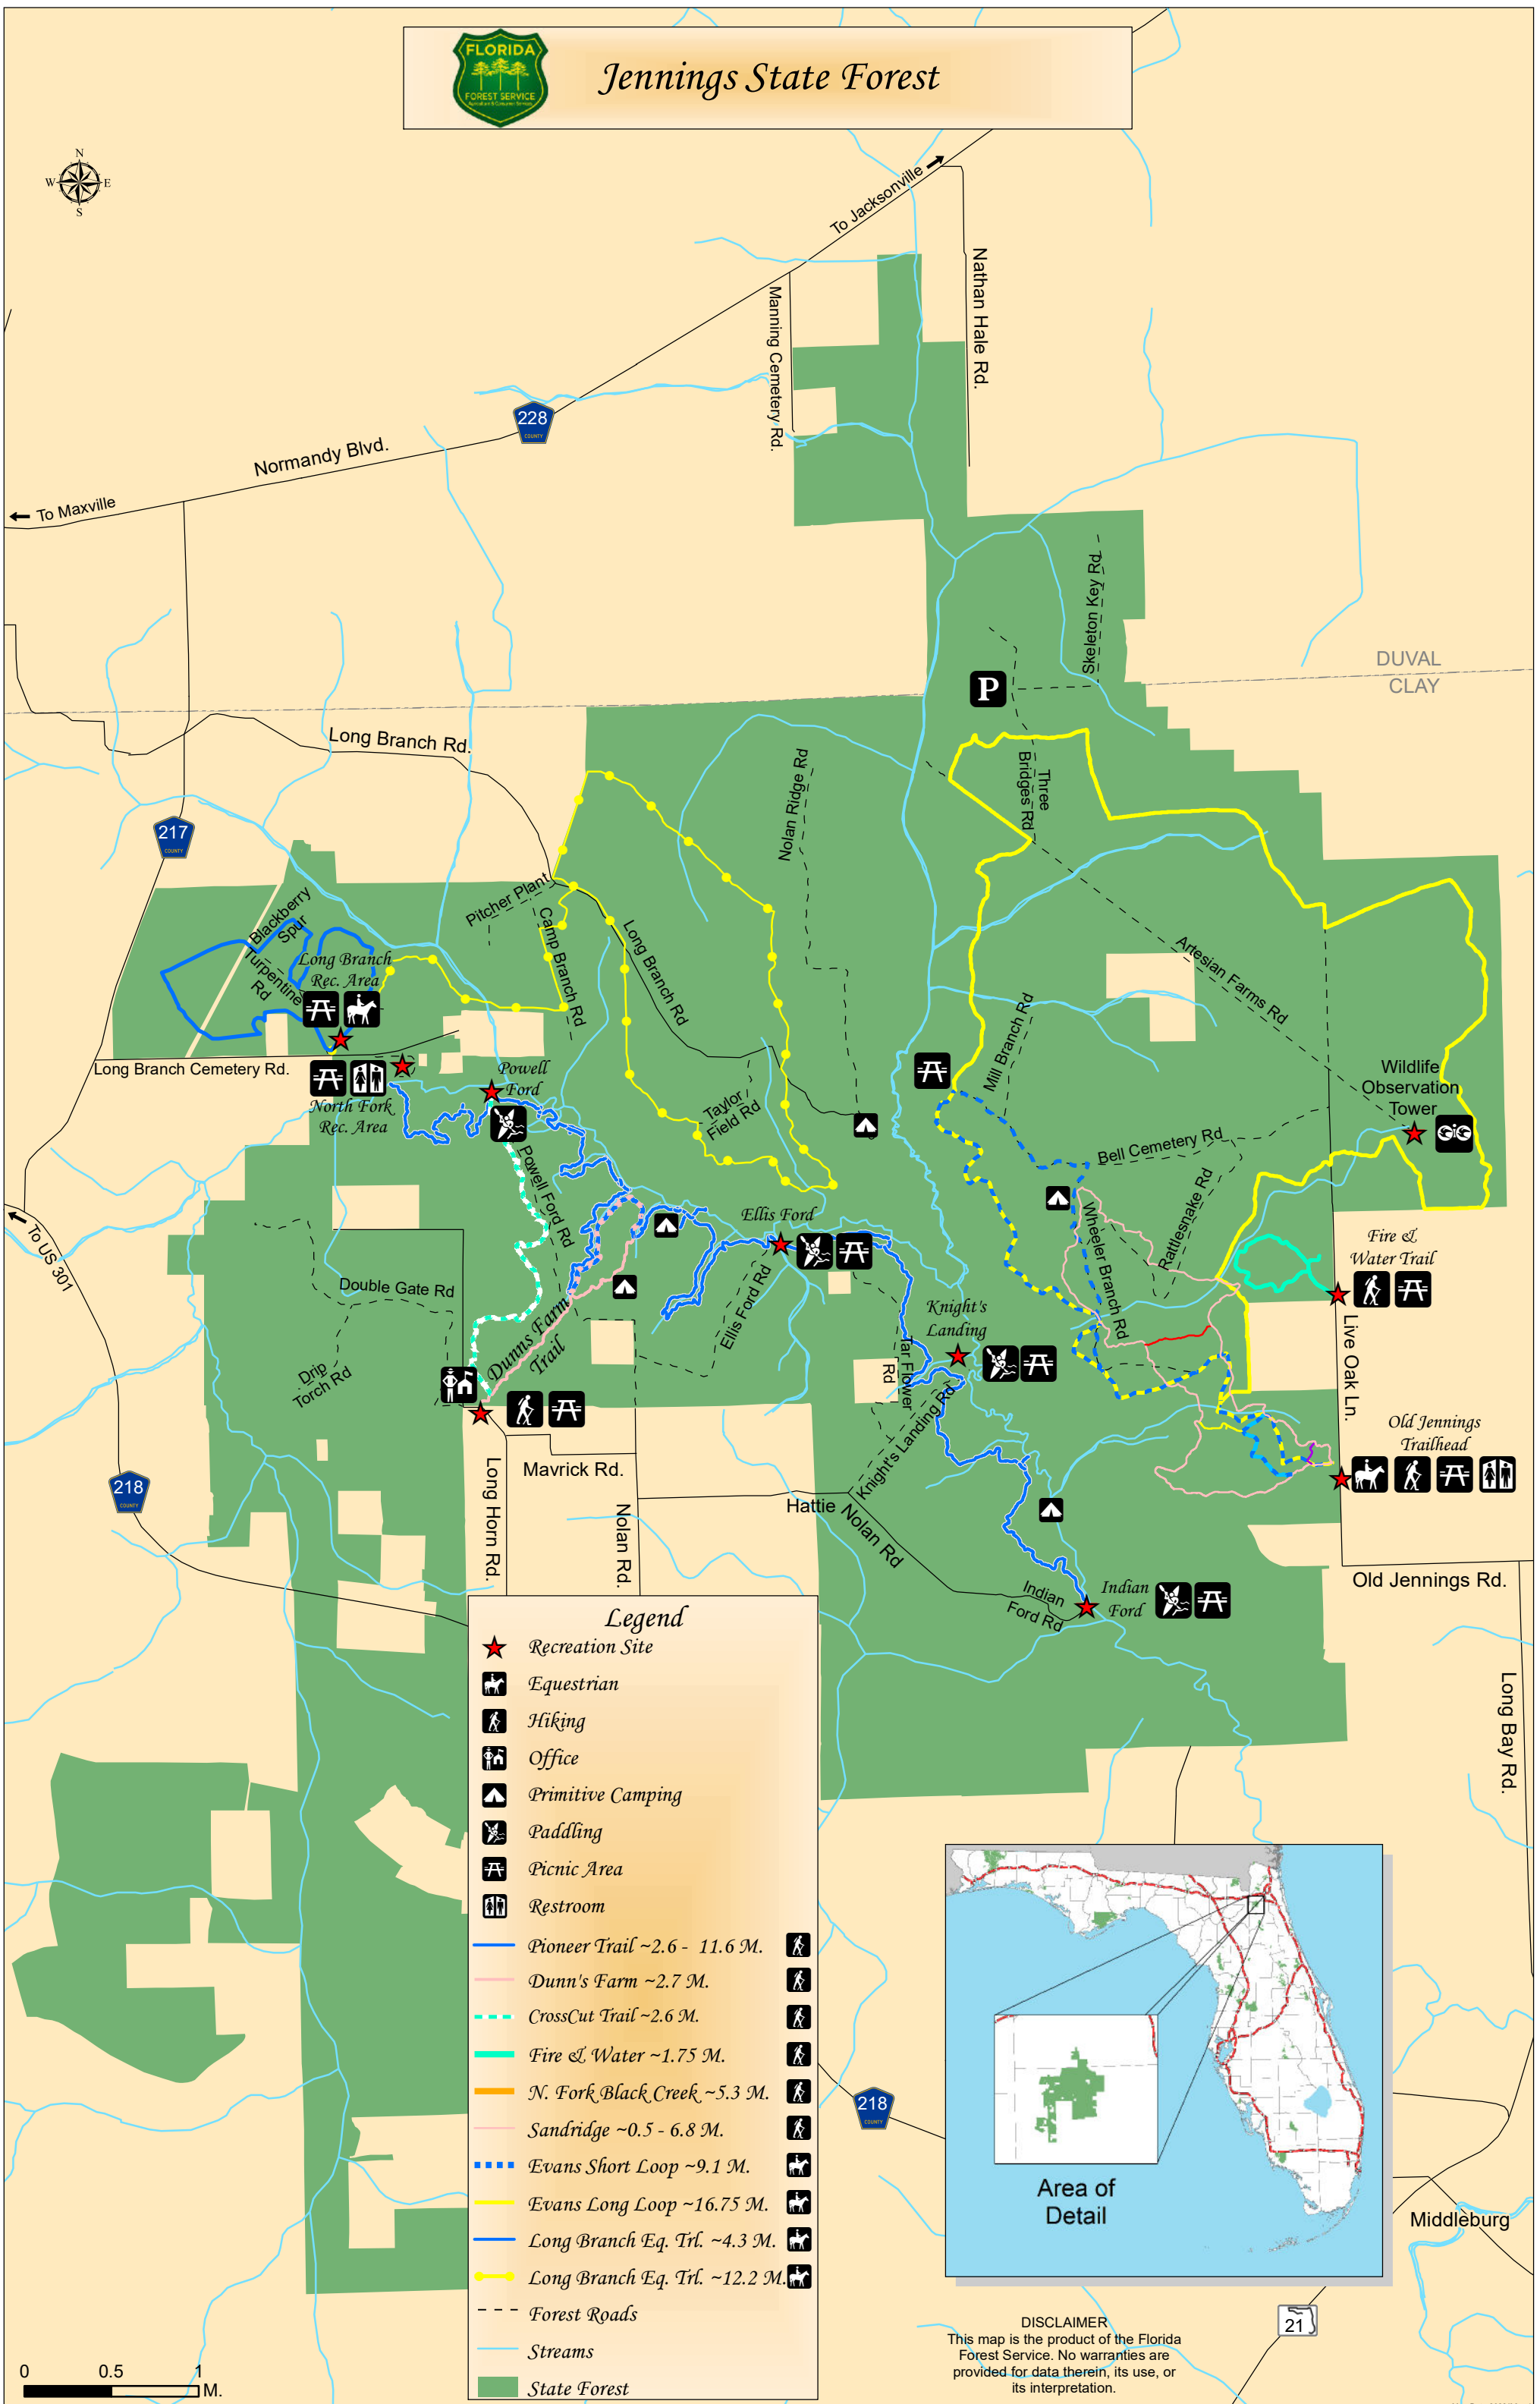 FLORIDA
FOREST SERVICE
Agriculture & Consumer Services
Jennings State Forest
N
W E
S
To Jacksonville
Nathan Hale Rd.
Manning Cemetery Rd.
228
COUNTY
Normandy Blvd.
To Maxville
Skeleton Key Rd
DUVAL
CLAY
P
Long Branch Rd.
Three
Bridges Rd
Nolan Ridge Rd
217
COUNTY
Pitcher Plant
Blackberry
Spur
Camp Branch Rd
Long Branch Rd
Turpentine
Rd
Long Branch
Rec. Area
Artesian Farms Rd
Mill Branch Rd
Long Branch Cemetery Rd.
Powell
Ford
North Fork
Rec. Area
Taylor
Field Rd
Wildlife
Observation
Tower
Bell Cemetery Rd
Powell Ford Rd
Rattlesnake Rd
Wheeler Branch Rd
Ellis Ford
To US 301
Fire &
Water Trail
Double Gate Rd
Ellis Ford Rd
Knight's
Landing
Dunns Farm
Trail
Tar Flower
Rd
Live Oak Ln.
Drip
Torch Rd
Knight's Landing Rd
Old Jennings
Trailhead
Long Horn Rd.
Mavrick Rd.
218
COUNTY
Hattie Nolan Rd
Nolan Rd.
Indian
Ford Rd
Indian
Ford
Old Jennings Rd.
Long Bay Rd.
Legend
Recreation Site
Equestrian
Hiking
Office
Primitive Camping
Paddling
Picnic Area
Restroom
Pioneer Trail ~2.6 - 11.6 M.
Dunn's Farm ~2.7 M.
CrossCut Trail ~2.6 M.
Fire & Water ~1.75 M.
N. Fork Black Creek ~5.3 M.
Sandridge ~0.5 - 6.8 M.
Evans Short Loop ~9.1 M.
Evans Long Loop ~16.75 M.
Long Branch Eq. Trl. ~4.3 M.
Long Branch Eq. Trl. ~12.2 M.
Forest Roads
Streams
State Forest
218
COUNTY
Area of
Detail
Middleburg
21
DISCLAIMER
This map is the product of the Florida
Forest Service. No warranties are
provided for data therein, its use, or
its interpretation.
0 0.5 1
M.